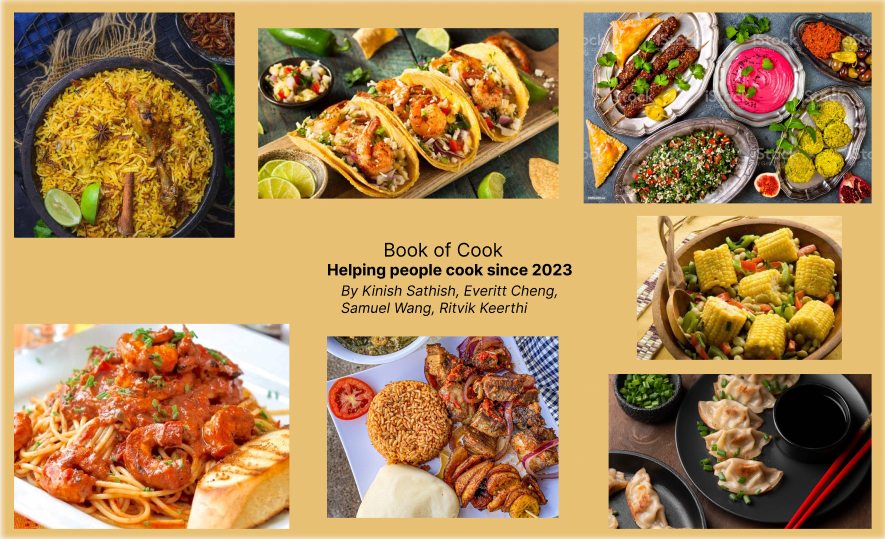 Book of Cook
Helping people cook since 2023
By Kinish Sathish, Everitt Cheng,
Samuel Wang, Ritvik Keerthi